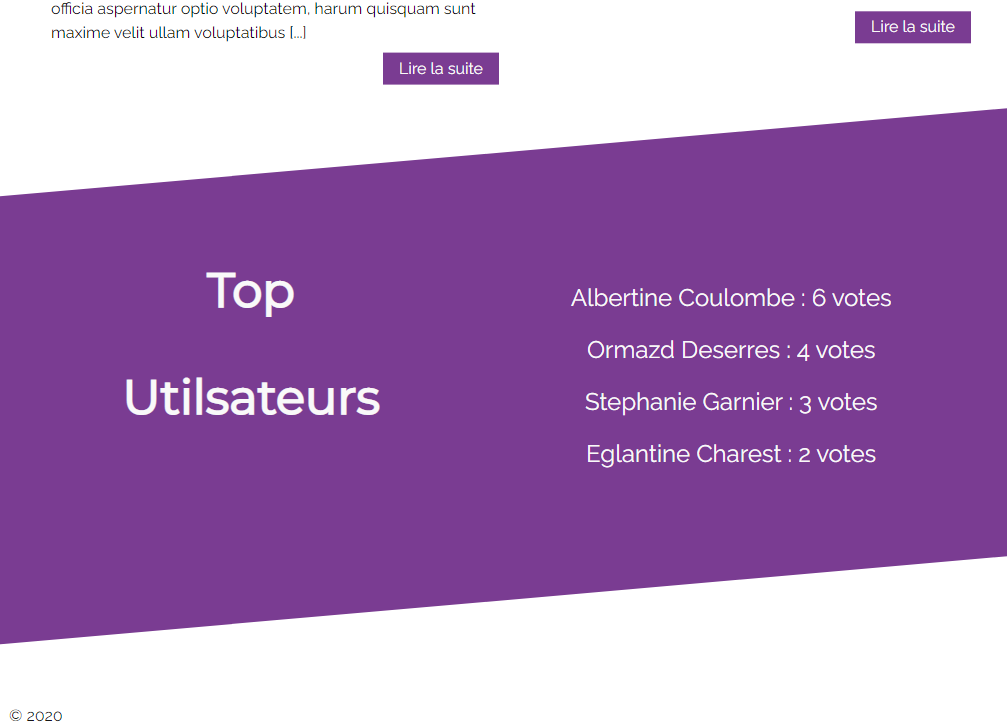 officia aspernatur optio voluptatem, harum quisquam sunt
maxime velit ullam voluptatibus [...]
Lire la suite
Lire la suite
Top
Utilsateurs
Albertine Coulombe : 6 votes
Ormazd Deserres : 4 votes
Stephanie Garnier : 3 votes
Eglantine Charest : 2 votes
© 2020